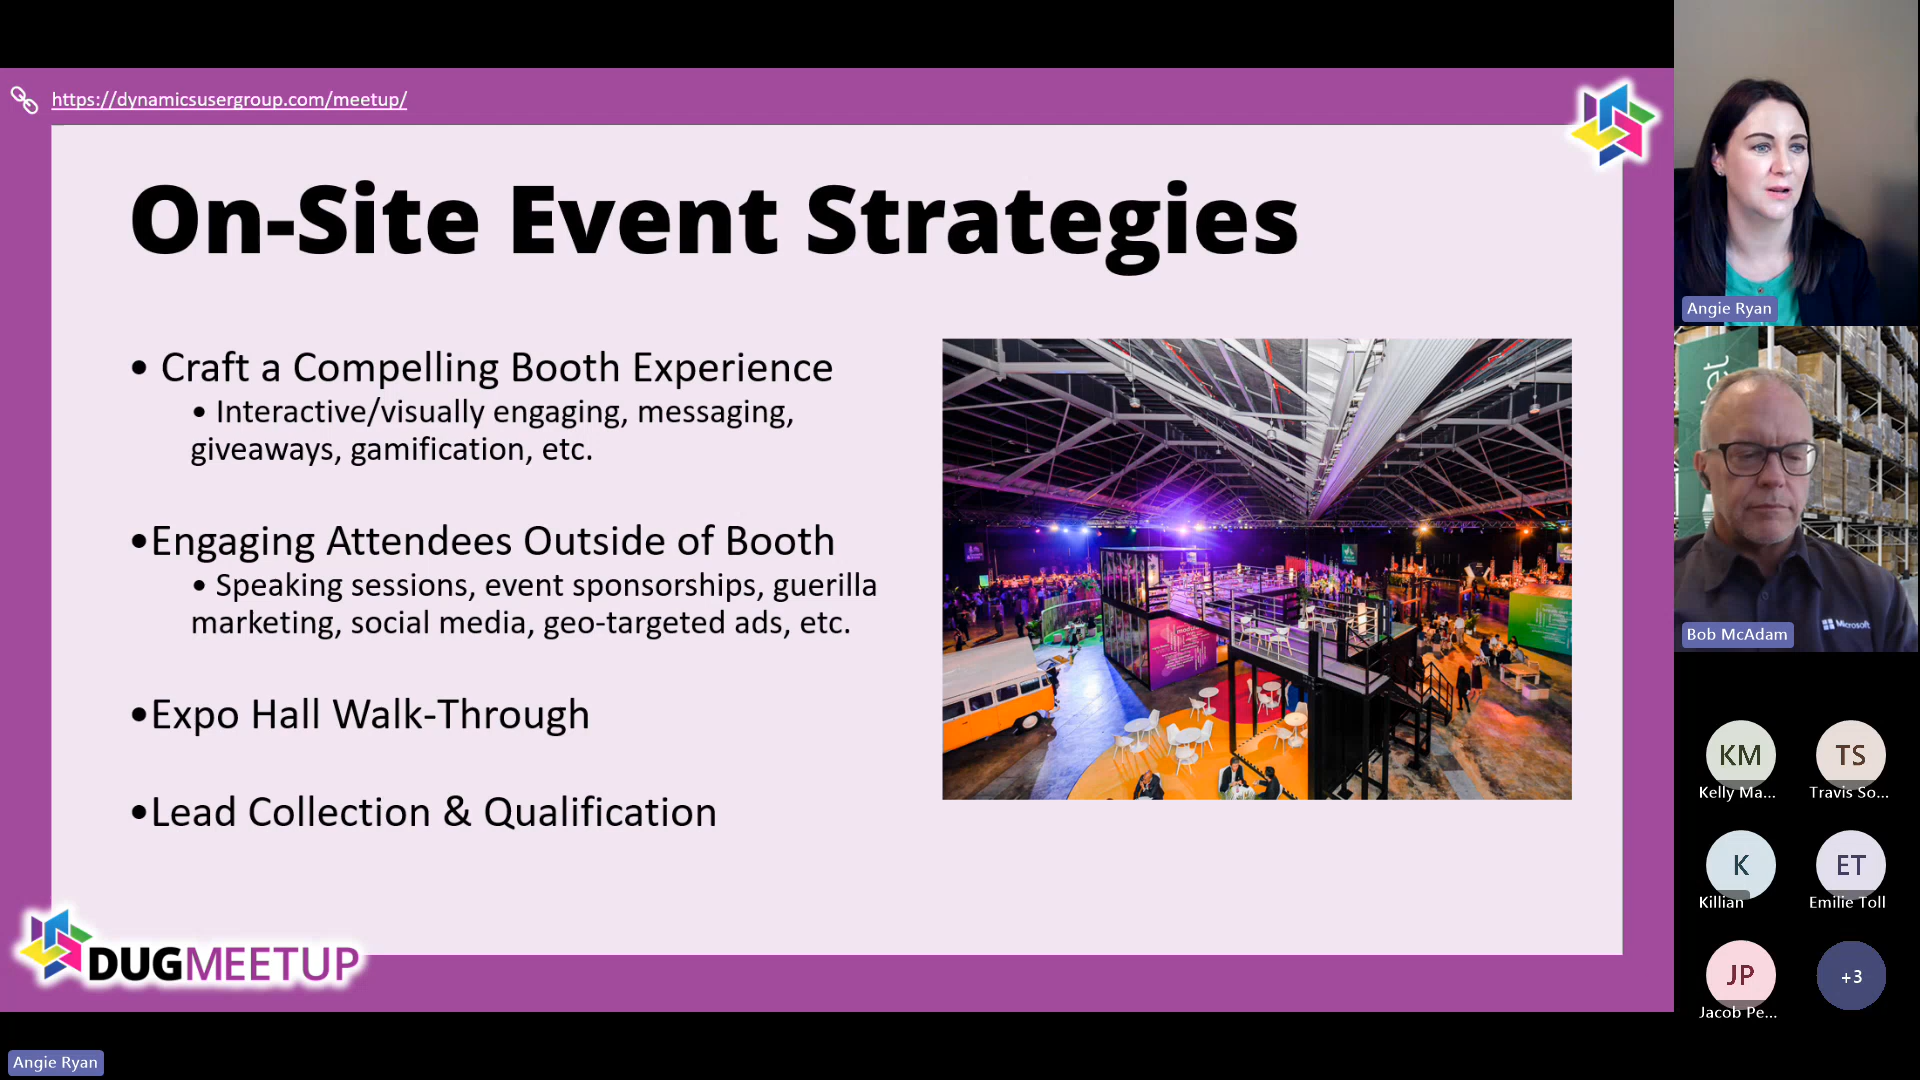 https://dynamicsusergroup.com/meetup/
On-Site Event Strategies
• Craft a Compelling Booth Experience
• Interactive/visually engaging, messaging,
giveaways, gamification, etc.
•Engaging Attendees Outside of Booth
• Speaking sessions, event sponsorships, guerilla
marketing, social media, geo-targeted ads, etc.
•Expo Hall Walk-Through
•Lead Collection & Qualification
DUGMEETUP
Angie Ryan
Angie Ryan
Microsoft
Bob McAdam
KM
Kelly Ma...
TS
Travis So...
K
Killian
ET
Emilie Toll
JP
Jacob Pe...
+3